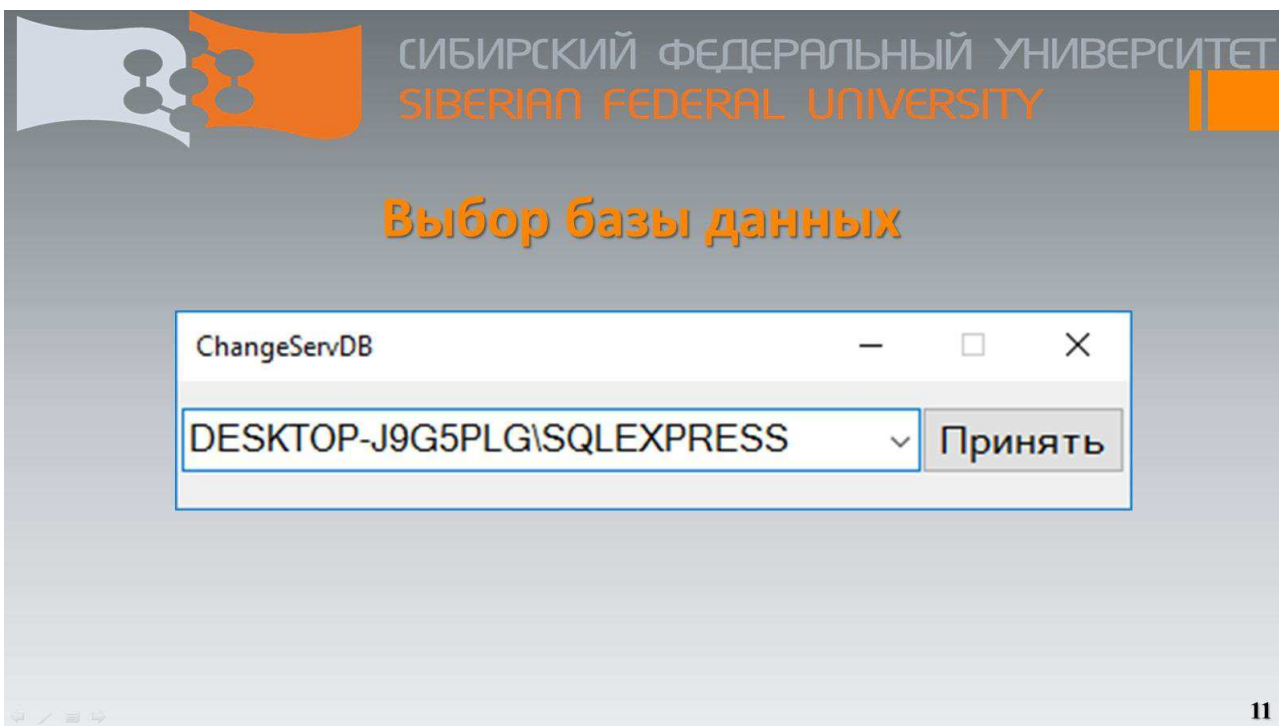 СИБИРСКИЙ ФЕДЕРАЛЬНЫЙ УНИВЕРСИТЕТ
SIBERIAN FEDERAL UNIVERSITY
Выбор базы данных
ChangeServDB
DESKTOP-J9G5PLG\SQLEXPRESS
Принять
11